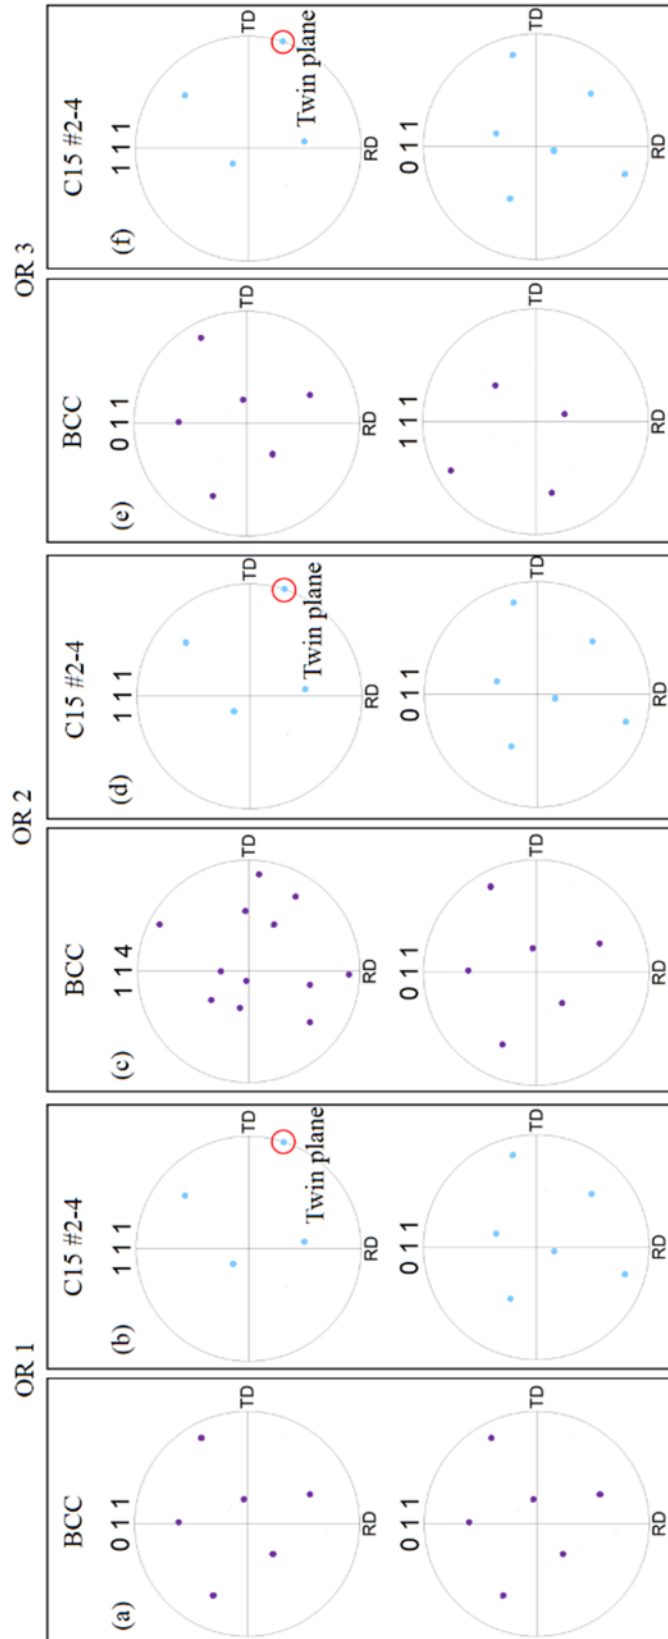 OR 1
BCC
C15 #2-4
(a)
0 1 1
TD
RD
0 1 1
TD
RD
(b)
1 1 1
TD
Twin plane
RD
0 1 1
TD
RD
OR 2
BCC
C15 #2-4
(c)
1 1 4
TD
RD
0 1 1
TD
RD
(d)
1 1 1
TD
Twin plane
RD
0 1 1
TD
RD
OR 3
BCC
C15 #2-4
(e)
0 1 1
TD
RD
1 1 1
TD
RD
(f)
1 1 1
TD
Twin plane
RD
0 1 1
TD
RD